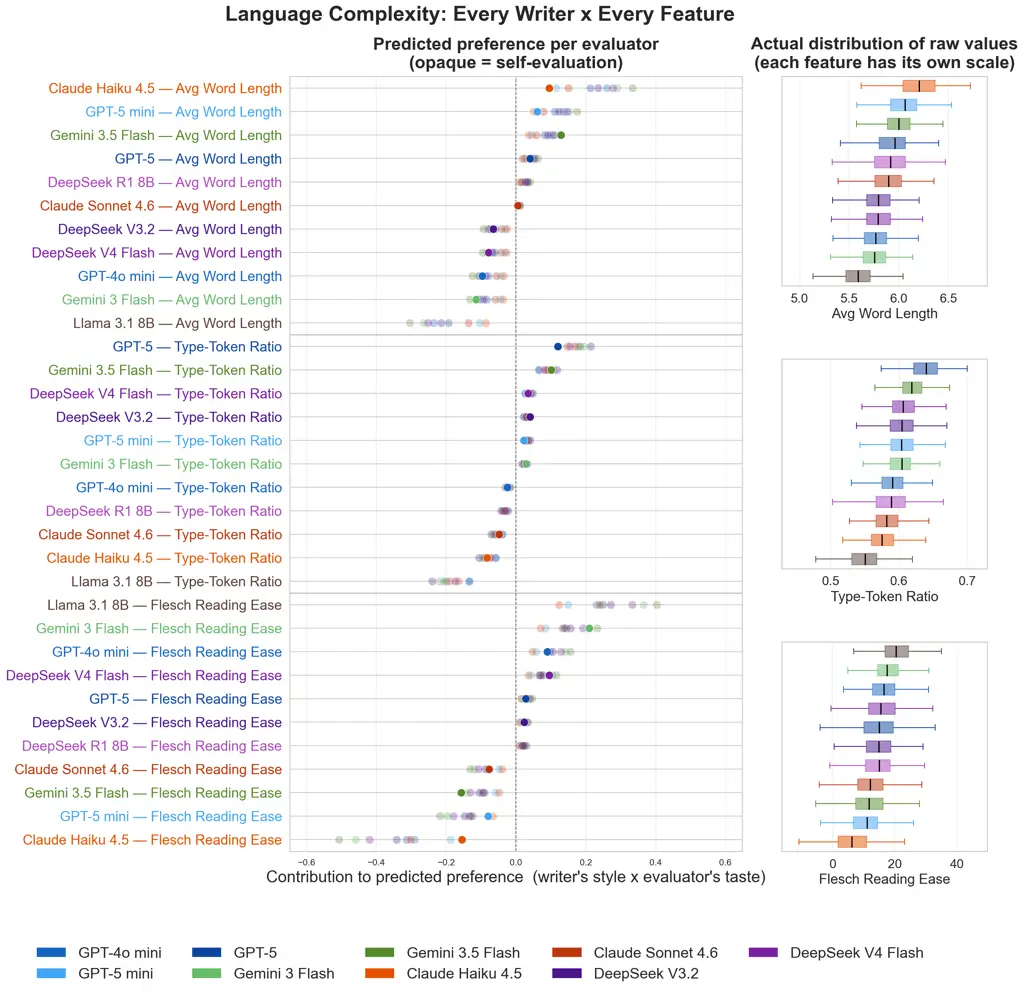 Language Complexity: Every Writer x Every Feature
Predicted preference per evaluator
(opaque = self-evaluation)
Actual distribution of raw values
(each feature has its own scale)
Claude Haiku 4.5 — Avg Word Length
GPT-5 mini — Avg Word Length
Gemini 3.5 Flash — Avg Word Length
GPT-5 — Avg Word Length
DeepSeek R1 8B — Avg Word Length
Claude Sonnet 4.6 — Avg Word Length
DeepSeek V3.2 — Avg Word Length
DeepSeek V4 Flash — Avg Word Length
GPT-4o mini — Avg Word Length
Gemini 3 Flash — Avg Word Length
Llama 3.1 8B — Avg Word Length
GPT-5 — Type-Token Ratio
Gemini 3.5 Flash — Type-Token Ratio
DeepSeek V4 Flash — Type-Token Ratio
DeepSeek V3.2 — Type-Token Ratio
GPT-5 mini — Type-Token Ratio
Gemini 3 Flash — Type-Token Ratio
GPT-4o mini — Type-Token Ratio
DeepSeek R1 8B — Type-Token Ratio
Claude Sonnet 4.6 — Type-Token Ratio
Claude Haiku 4.5 — Type-Token Ratio
Llama 3.1 8B — Type-Token Ratio
Llama 3.1 8B — Flesch Reading Ease
Gemini 3 Flash — Flesch Reading Ease
GPT-4o mini — Flesch Reading Ease
DeepSeek V4 Flash — Flesch Reading Ease
GPT-5 — Flesch Reading Ease
DeepSeek V3.2 — Flesch Reading Ease
DeepSeek R1 8B — Flesch Reading Ease
Claude Sonnet 4.6 — Flesch Reading Ease
Gemini 3.5 Flash — Flesch Reading Ease
GPT-5 mini — Flesch Reading Ease
Claude Haiku 4.5 — Flesch Reading Ease
−0.6 −0.4 −0.2 0.0 0.2 0.4 0.6
Contribution to predicted preference (writer's style x evaluator's taste)
5.0 5.5 6.0 6.5
Avg Word Length
0.5 0.6 0.7
Type-Token Ratio
0 20 40
Flesch Reading Ease
GPT-4o mini GPT-5 Gemini 3.5 Flash Claude Sonnet 4.6 DeepSeek V4 Flash
GPT-5 mini Gemini 3 Flash Claude Haiku 4.5 DeepSeek V3.2